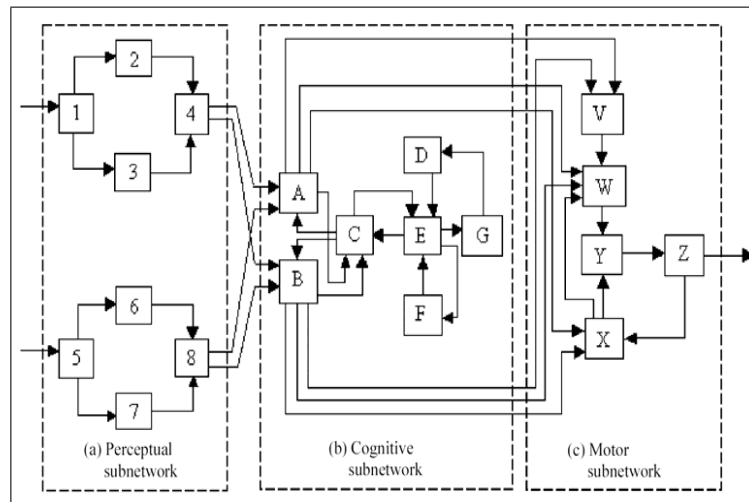 1
2
3
4
5
6
7
8
(a) Perceptual
subnetwork
A
B
C
D
E
F
G
(b) Cognitive
subnetwork
V
W
Y
Z
X
(c) Motor
subnetwork